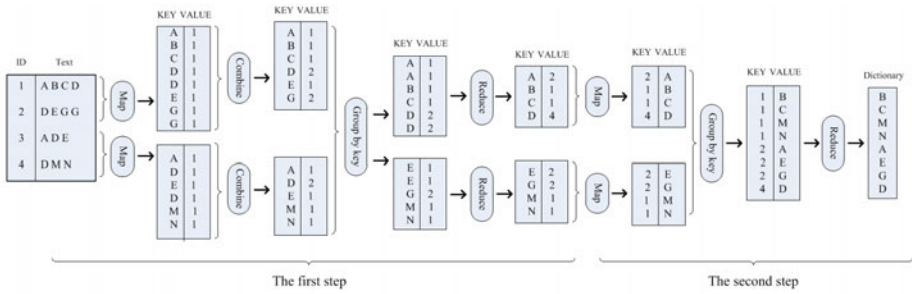 ID Text
1 A B C D
2 D E G G
3 A D E
4 D M N
Map
Map
KEY VALUE
A 1
B 1
C 1
D 1
D 1
E 1
G 1
G 1
A 1
D 1
E 1
D 1
M 1
N 1
Combine
Combine
KEY VALUE
A 1
B 1
C 1
D 2
E 1
G 2
A 1
D 2
E 1
M 1
N 1
Group by key
KEY VALUE
A 1
A 1
B 1
C 1
D 2
D 2
E 1
E 1
G 2
M 1
N 1
Reduce
Reduce
KEY VALUE
A 2
B 1
C 1
D 4
E 2
G 2
M 1
N 1
Map
Map
KEY VALUE
2 A
1 B
1 C
4 D
2 E
2 G
1 M
1 N
Group by key
KEY VALUE
1 B
1 C
1 M
1 N
2 A
2 E
2 G
4 D
Reduce
Dictionary
B
C
M
N
A
E
G
D
The first step
The second step